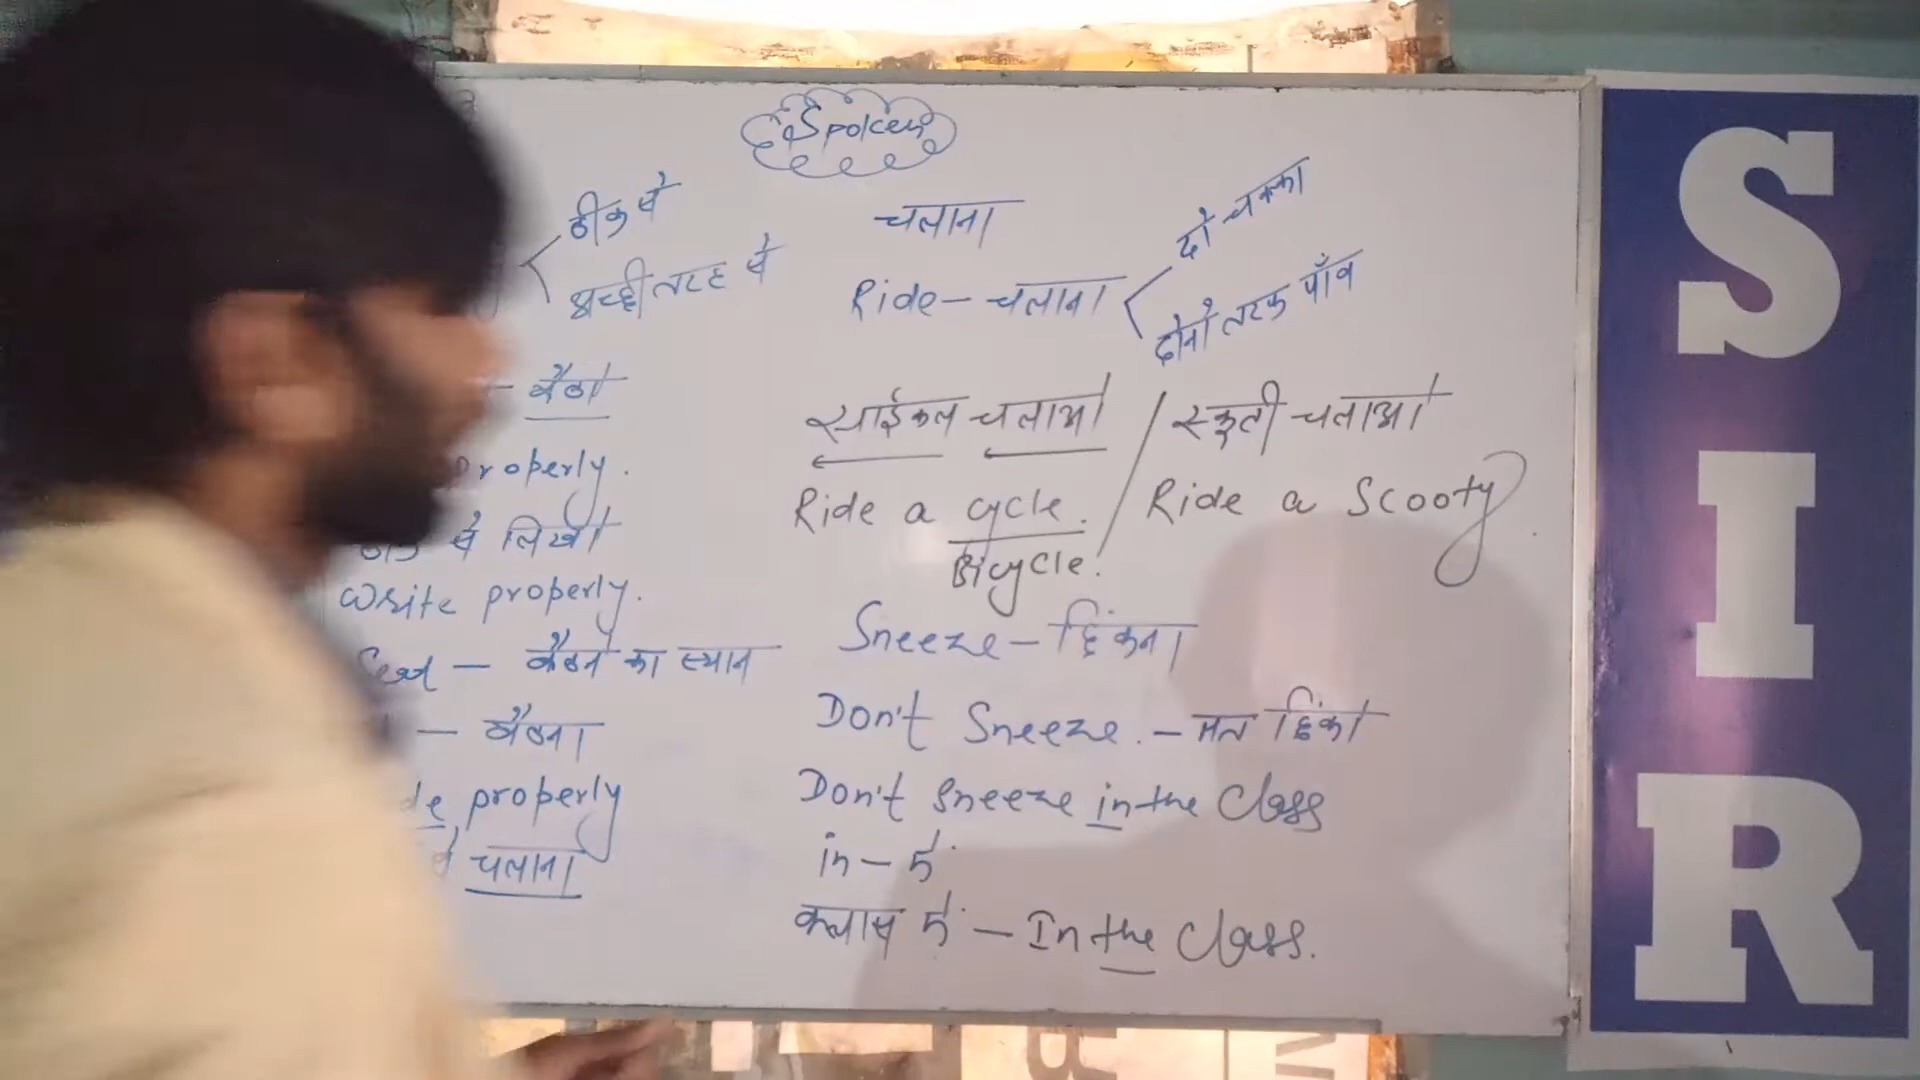 Spoken
ठीक से
अच्छी तरह से
- बैठो
properly.
से लिखो
Write properly.
Seat - बैठने का स्थान
- बैठना
properly
चलाना
चलाना
Ride - चलाना
दो चक्का
दोनों तरफ पाँव
साईकल चलाओ / स्कूटी चलाओ
Ride a cycle. / Ride a Scooty.
Bicycle.
Sneeze - छिंकना
Don't Sneeze. - मत छिंको
Don't Sneeze in the Class
in - में
क्लास में - In the Class.
SIR